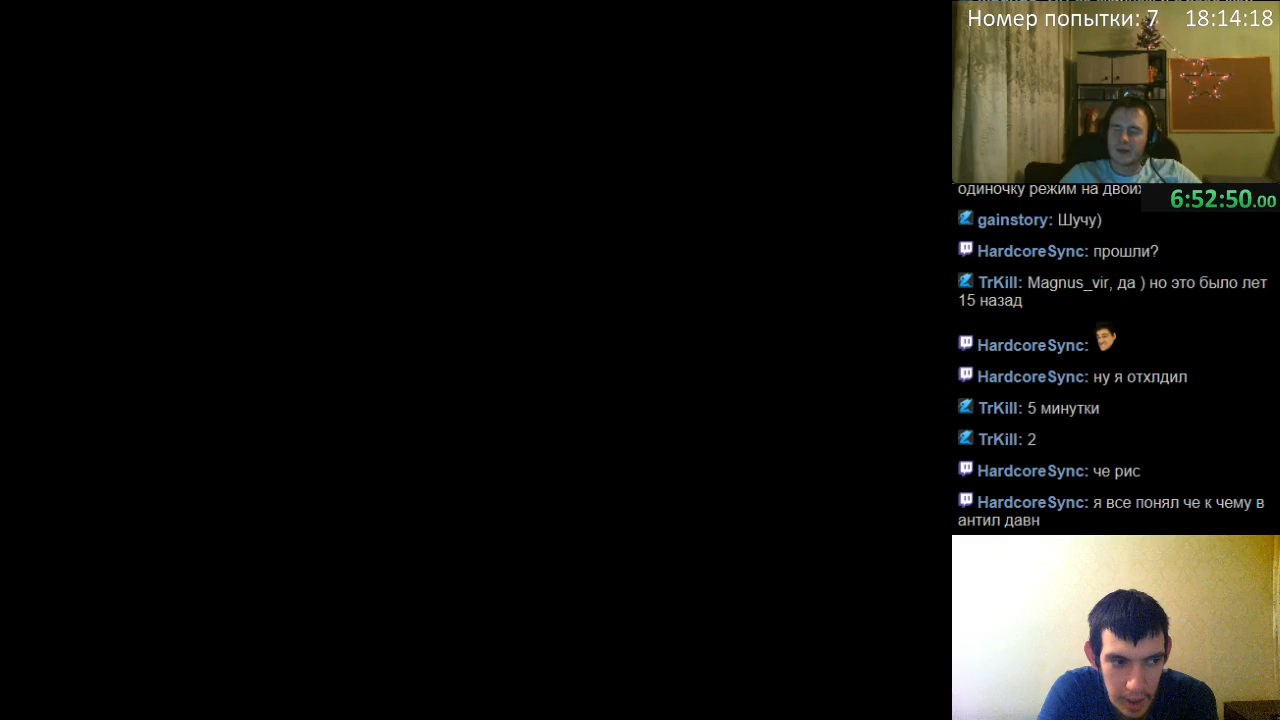 Номер попытки: 7 18:14:18
одиночку режим на двоих
6:52:50.00
gainstory: Шучу)
HardcoreSync: прошли?
TrKill: Magnus_vir, да ) но это было лет
15 назад
HardcoreSync:
HardcoreSync: ну я отхлдил
TrKill: 5 минутки
TrKill: 2
HardcoreSync: че рис
HardcoreSync: я все понял че к чему в
антил давн